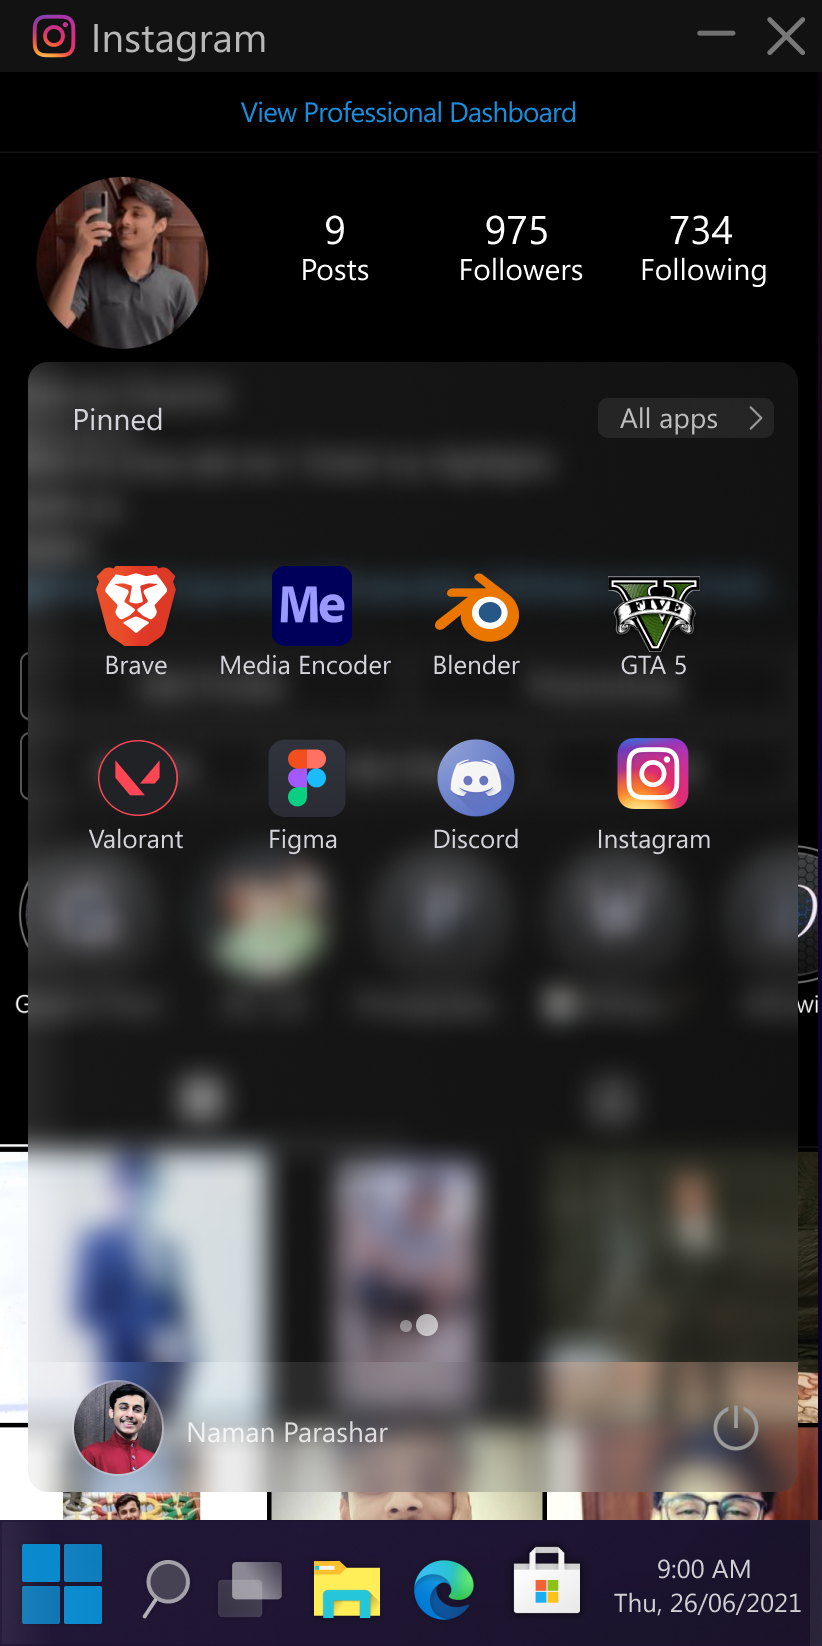 Instagram
View Professional Dashboard
9 975 734
Posts Followers Following
Pinned All apps
Me
FIVE
Brave Media Encoder Blender GTA 5
Valorant Figma Discord Instagram
Naman Parashar
9:00 AM
Thu, 26/06/2021